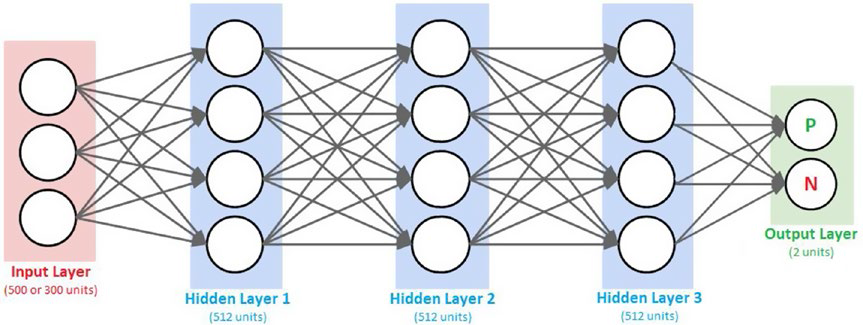 P
N
Output Layer
(2 units)
Input Layer
(500 or 300 units)
Hidden Layer 1
(512 units)
Hidden Layer 2
(512 units)
Hidden Layer 3
(512 units)